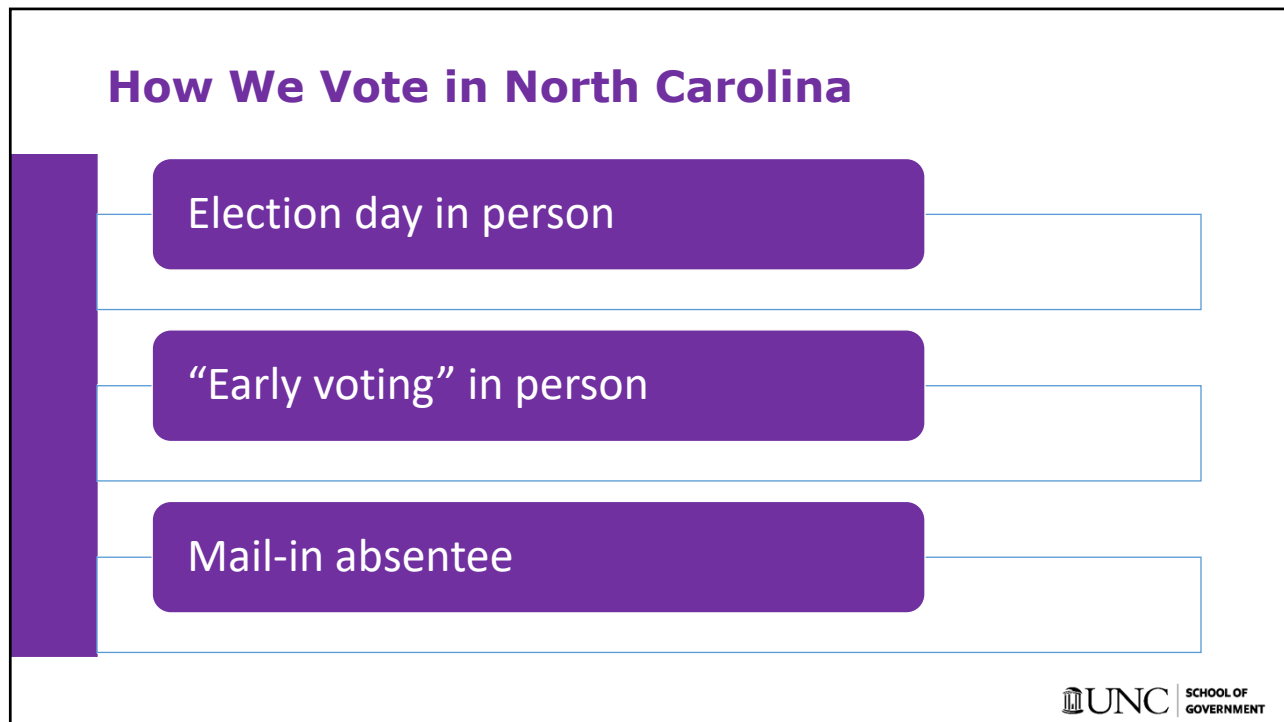 How We Vote in North Carolina
Election day in person
“Early voting” in person
Mail-in absentee
UNC SCHOOL OF
GOVERNMENT